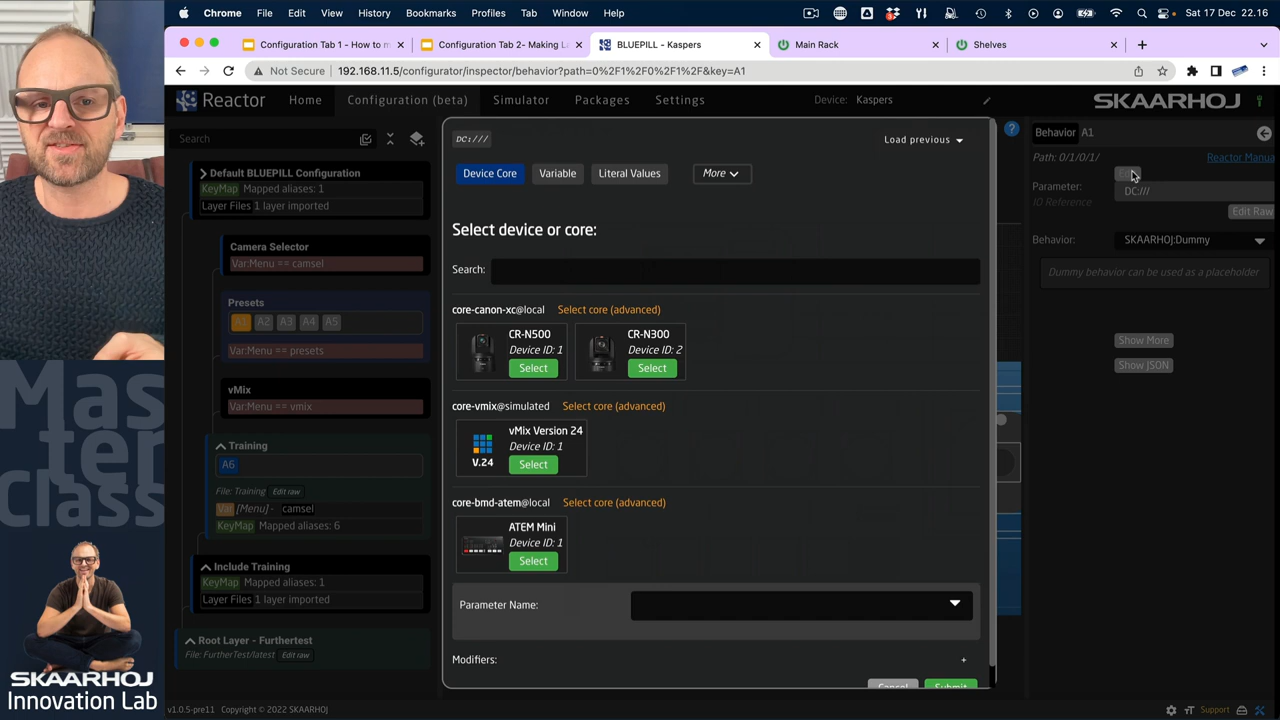 Chrome File Edit View History Bookmarks Profiles Tab Window Help Sat 17 Dec 22.16
Configuration Tab 1 - How to m × Configuration Tab 2- Making L × BLUEPILL - Kaspers × Main Rack × Shelves ×
Not Secure 192.168.11.5/configurator/inspector/behavior?path=0%2F1%2F0%2F1%2F&key=A1
Reactor Home Configuration (beta) Simulator Packages Settings Device: Kaspers SKAARHOJ
Search
Default BLUEPILL Configuration
KeyMap Mapped aliases: 1
Layer Files 1 layer imported
Camera Selector
Var:Menu == camsel
Presets
A1 A2 A3 A4 A5
Var:Menu == presets
vMix
Var:Menu == vmix
Training
A6
File: Training Edit raw
Var [Menu] - camsel
KeyMap Mapped aliases: 6
Include Training
KeyMap Mapped aliases: 1
Layer Files 1 layer imported
Root Layer - Furthertest
File: FurtherTest/latest Edit raw
DC:/// Load previous
Device Core Variable Literal Values More
Select device or core:
Search:
core-canon-xc@local Select core (advanced)
CR-N500
Device ID: 1
Select
CR-N300
Device ID: 2
Select
core-vmix@simulated Select core (advanced)
V.24
vMix Version 24
Device ID: 1
Select
core-bmd-atem@local Select core (advanced)
ATEM Mini
Device ID: 1
Select
Parameter Name:
Modifiers: +
Cancel Submit
Behavior A1
Path: 0/1/0/1/ Reactor Manua
Parameter: DC:///
IO Reference
Edit Raw
Behavior: SKAARHOJ:Dummy
Dummy behavior can be used as a placeholder
Show More
Show JSON
Mas
ter
Class
SKAARHOJ
Innovation Lab
v1.0.5-pre11 Copyright © 2022 SKAARHOJ Support